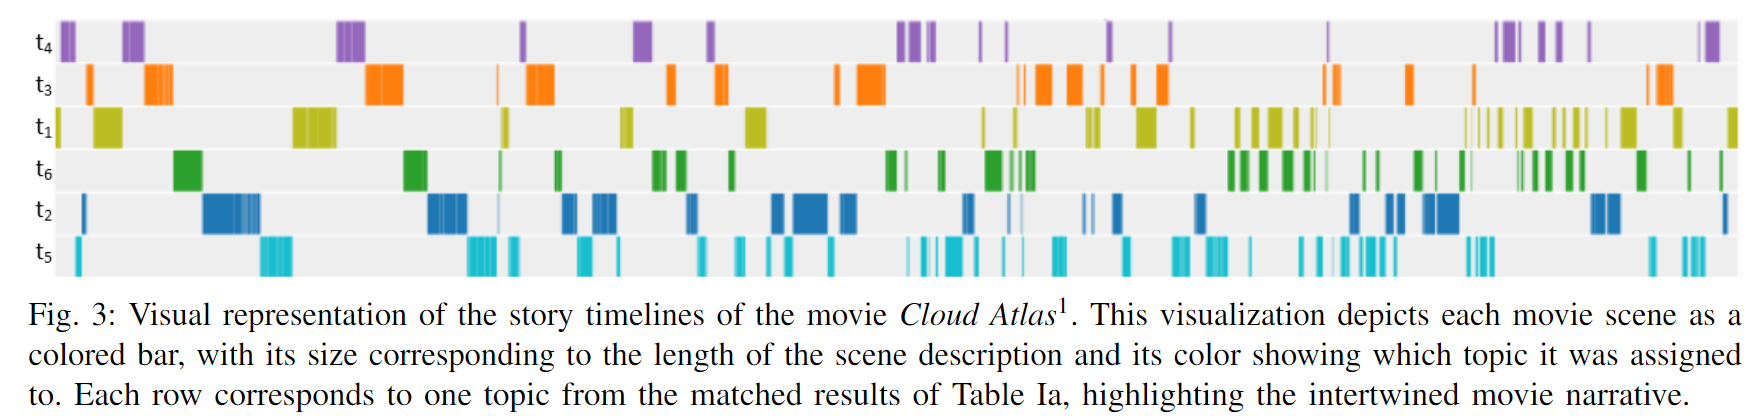 t4
t3
t1
t6
t2
t5
Fig. 3: Visual representation of the story timelines of the movie Cloud Atlas1. This visualization depicts each movie scene as a
colored bar, with its size corresponding to the length of the scene description and its color showing which topic it was assigned
to. Each row corresponds to one topic from the matched results of Table Ia, highlighting the intertwined movie narrative.